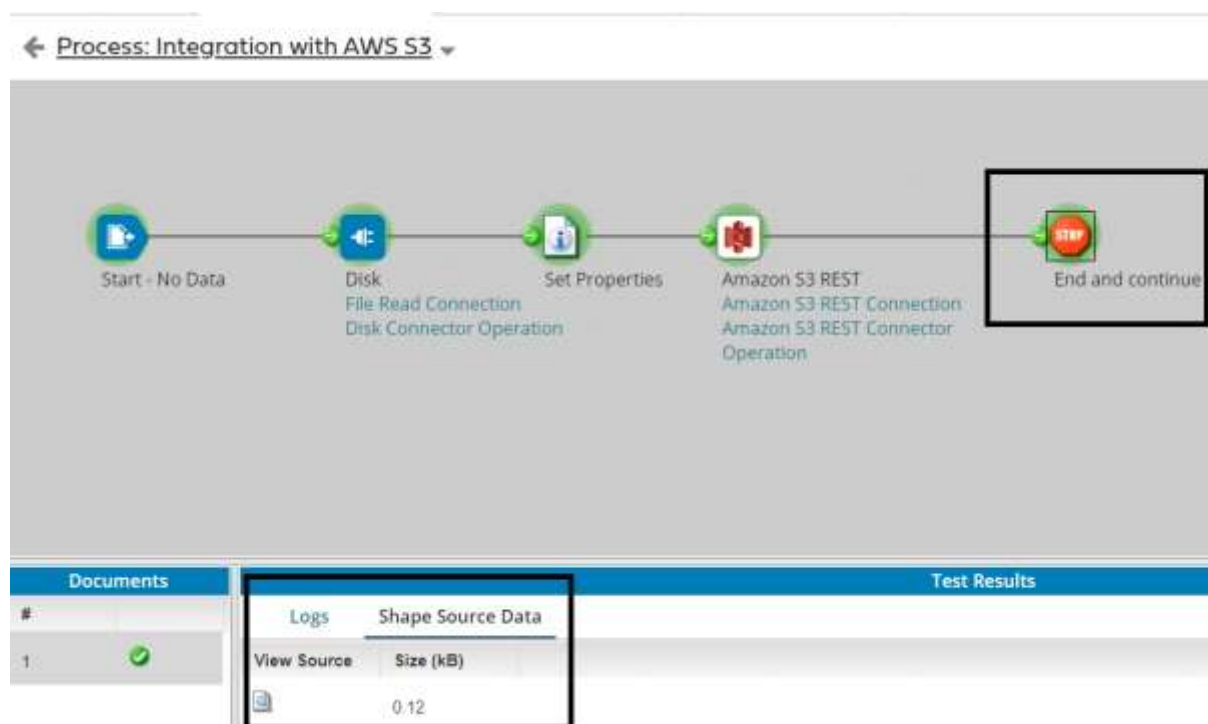 Process: Integration with AWS S3
STOP
Start - No Data
Disk
File Read Connection
Disk Connector Operation
Set Properties
Amazon S3 REST
Amazon S3 REST Connection
Amazon S3 REST Connector
Operation
End and continue
Documents
Test Results
#
Logs
Shape Source Data
View Source
Size (kB)
1
0.12